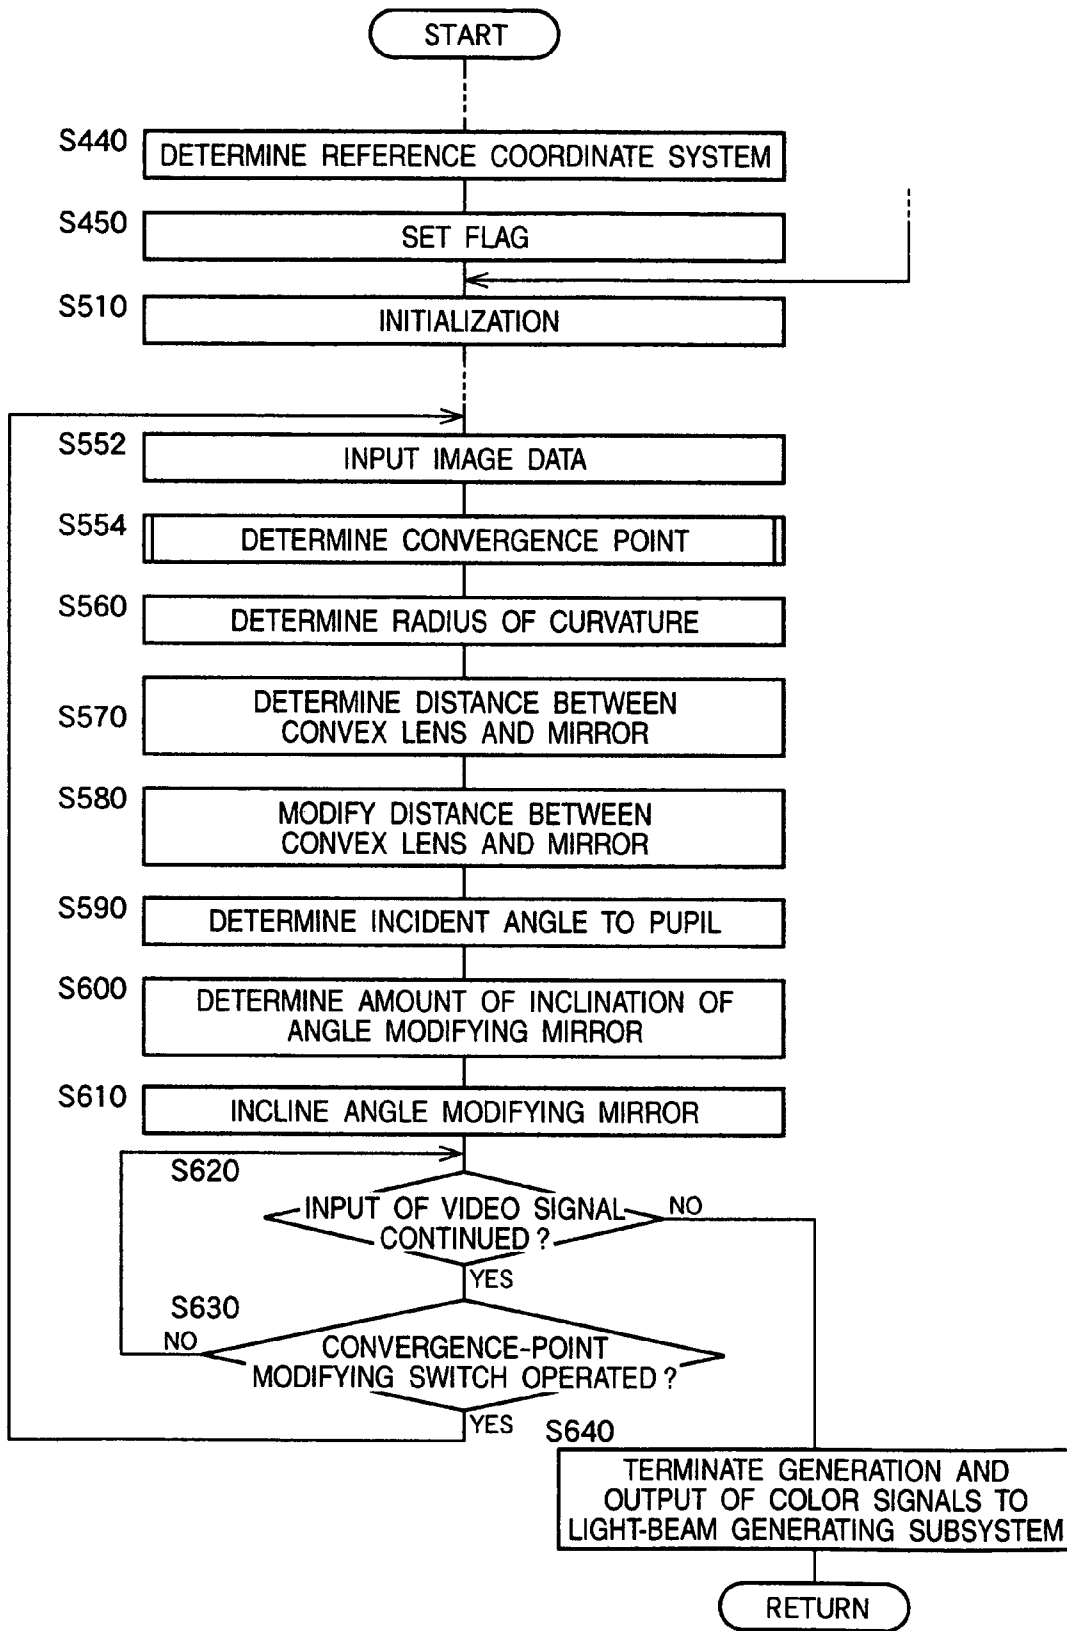 START
S440
DETERMINE REFERENCE COORDINATE SYSTEM
S450
SET FLAG
S510
INITIALIZATION
S552
INPUT IMAGE DATA
S554
DETERMINE CONVERGENCE POINT
S560
DETERMINE RADIUS OF CURVATURE
S570
DETERMINE DISTANCE BETWEEN
CONVEX LENS AND MIRROR
S580
MODIFY DISTANCE BETWEEN
CONVEX LENS AND MIRROR
S590
DETERMINE INCIDENT ANGLE TO PUPIL
S600
DETERMINE AMOUNT OF INCLINATION OF
ANGLE MODIFYING MIRROR
S610
INCLINE ANGLE MODIFYING MIRROR
S620
INPUT OF VIDEO SIGNAL
CONTINUED?
NO
YES
S630
NO
CONVERGENCE-POINT
MODIFYING SWITCH OPERATED?
YES
S640
TERMINATE GENERATION AND
OUTPUT OF COLOR SIGNALS TO
LIGHT-BEAM GENERATING SUBSYSTEM
RETURN